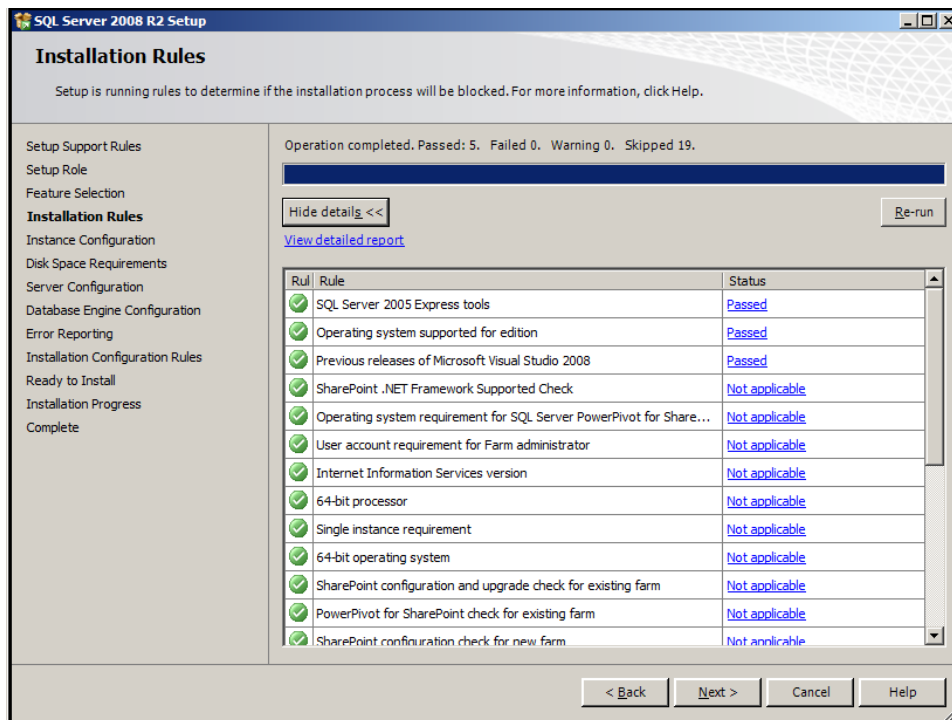 SQL Server 2008 R2 Setup
Installation Rules
Setup is running rules to determine if the installation process will be blocked. For more information, click Help.
Setup Support Rules
Setup Role
Feature Selection
Installation Rules
Instance Configuration
Disk Space Requirements
Server Configuration
Database Engine Configuration
Error Reporting
Installation Configuration Rules
Ready to Install
Installation Progress
Complete
Operation completed. Passed: 5. Failed 0. Warning 0. Skipped 19.
Hide details <<
Re-run
View detailed report
Rul Rule Status
SQL Server 2005 Express tools Passed
Operating system supported for edition Passed
Previous releases of Microsoft Visual Studio 2008 Passed
SharePoint .NET Framework Supported Check Not applicable
Operating system requirement for SQL Server PowerPivot for Share... Not applicable
User account requirement for Farm administrator Not applicable
Internet Information Services version Not applicable
64-bit processor Not applicable
Single instance requirement Not applicable
64-bit operating system Not applicable
SharePoint configuration and upgrade check for existing farm Not applicable
PowerPivot for SharePoint check for existing farm Not applicable
SharePoint configuration check for new farm Not applicable
< Back Next > Cancel Help